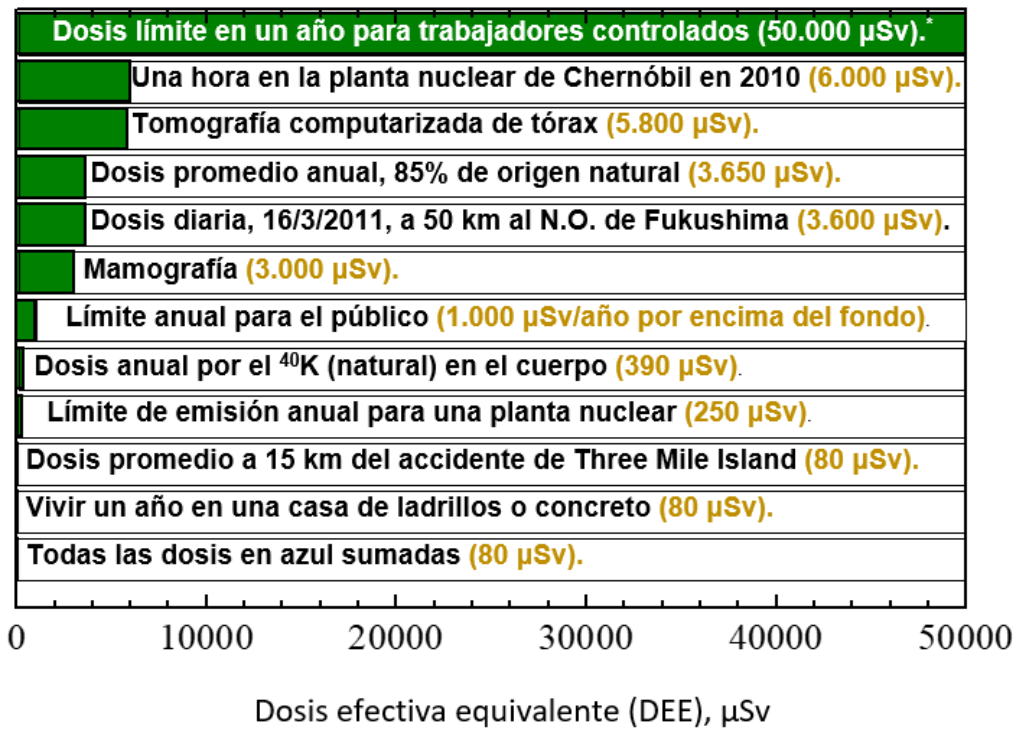 Dosis límite en un año para trabajadores controlados (50.000 µSv).*
Una hora en la planta nuclear de Chernóbil en 2010 (6.000 µSv).
Tomografía computarizada de tórax (5.800 µSv).
Dosis promedio anual, 85% de origen natural (3.650 µSv).
Dosis diaria, 16/3/2011, a 50 km al N.O. de Fukushima (3.600 µSv).
Mamografía (3.000 µSv).
Límite anual para el público (1.000 µSv/año por encima del fondo).
Dosis anual por el ⁴⁰K (natural) en el cuerpo (390 µSv).
Límite de emisión anual para una planta nuclear (250 µSv).
Dosis promedio a 15 km del accidente de Three Mile Island (80 µSv).
Vivir un año en una casa de ladrillos o concreto (80 µSv).
Todas las dosis en azul sumadas (80 µSv).
0 10000 20000 30000 40000 50000
Dosis efectiva equivalente (DEE), µSv